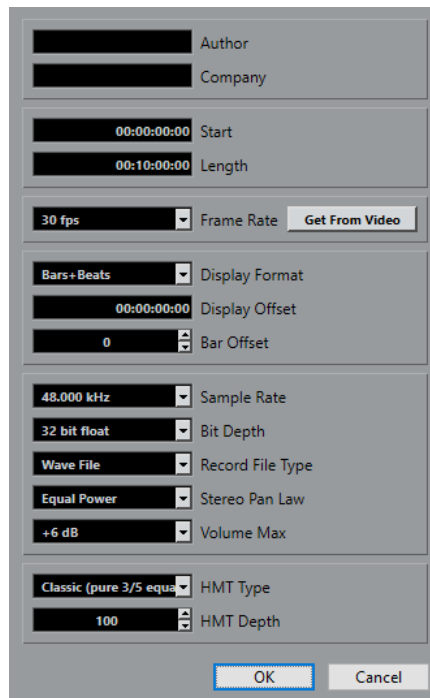 Author
Company
00:00:00:00 Start
00:10:00:00 Length
30 fps Frame Rate Get From Video
Bars+Beats Display Format
00:00:00:00 Display Offset
0 Bar Offset
48.000 kHz Sample Rate
32 bit float Bit Depth
Wave File Record File Type
Equal Power Stereo Pan Law
+6 dB Volume Max
Classic (pure 3/5 equa HMT Type
100 HMT Depth
OK Cancel